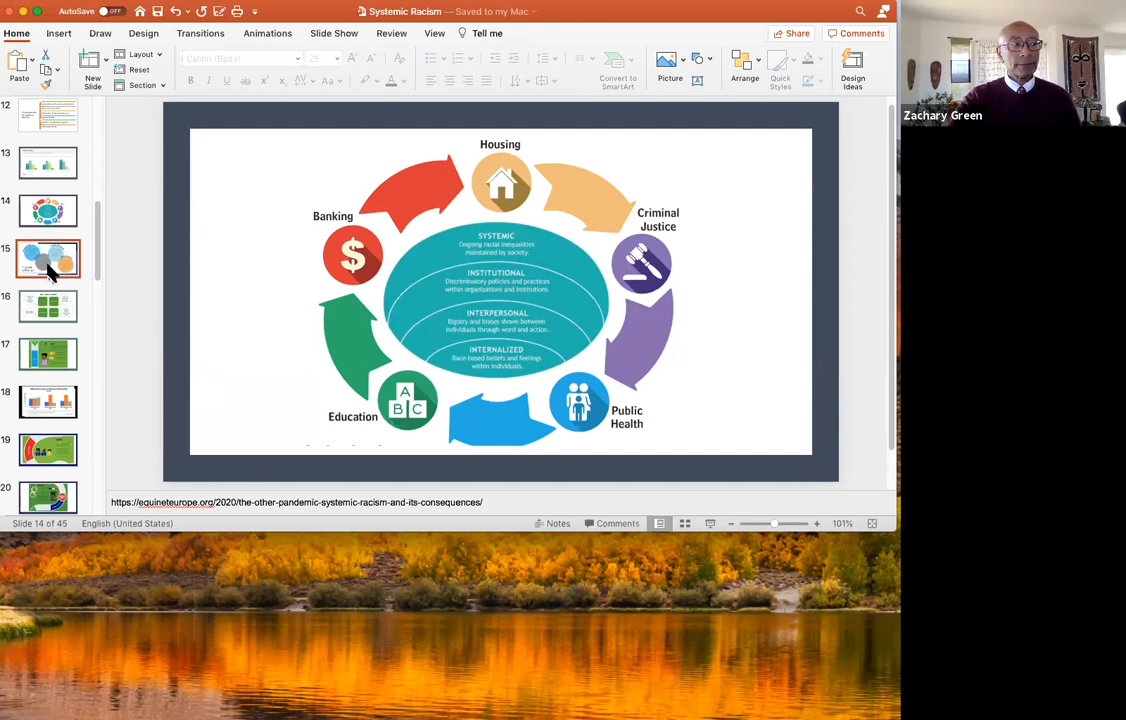 AutoSave OFF
Systemic Racism — Saved to my Mac
Home Insert Draw Design Transitions Animations Slide Show Review View Tell me Share Comments
Paste
New Slide
Layout
Reset
Section
Calibri (Body) 28
Convert to SmartArt
Picture
Arrange
Quick Styles
Design Ideas
Zachary Green
12
13
14
15
16
17
18
19
20
Housing
Banking
Criminal
Justice
SYSTEMIC
Ongoing racial inequalities
maintained by society.
INSTITUTIONAL
Discriminatory policies and practices
within organizations and institutions.
INTERPERSONAL
Bigotry and biases shown between
individuals through word and action.
INTERNALIZED
Race-based beliefs and feelings
within individuals.
$
A
B C
Education
Public
Health
https://equineteurope.org/2020/the-other-pandemic-systemic-racism-and-its-consequences/
Slide 14 of 45 English (United States) Notes Comments 101%